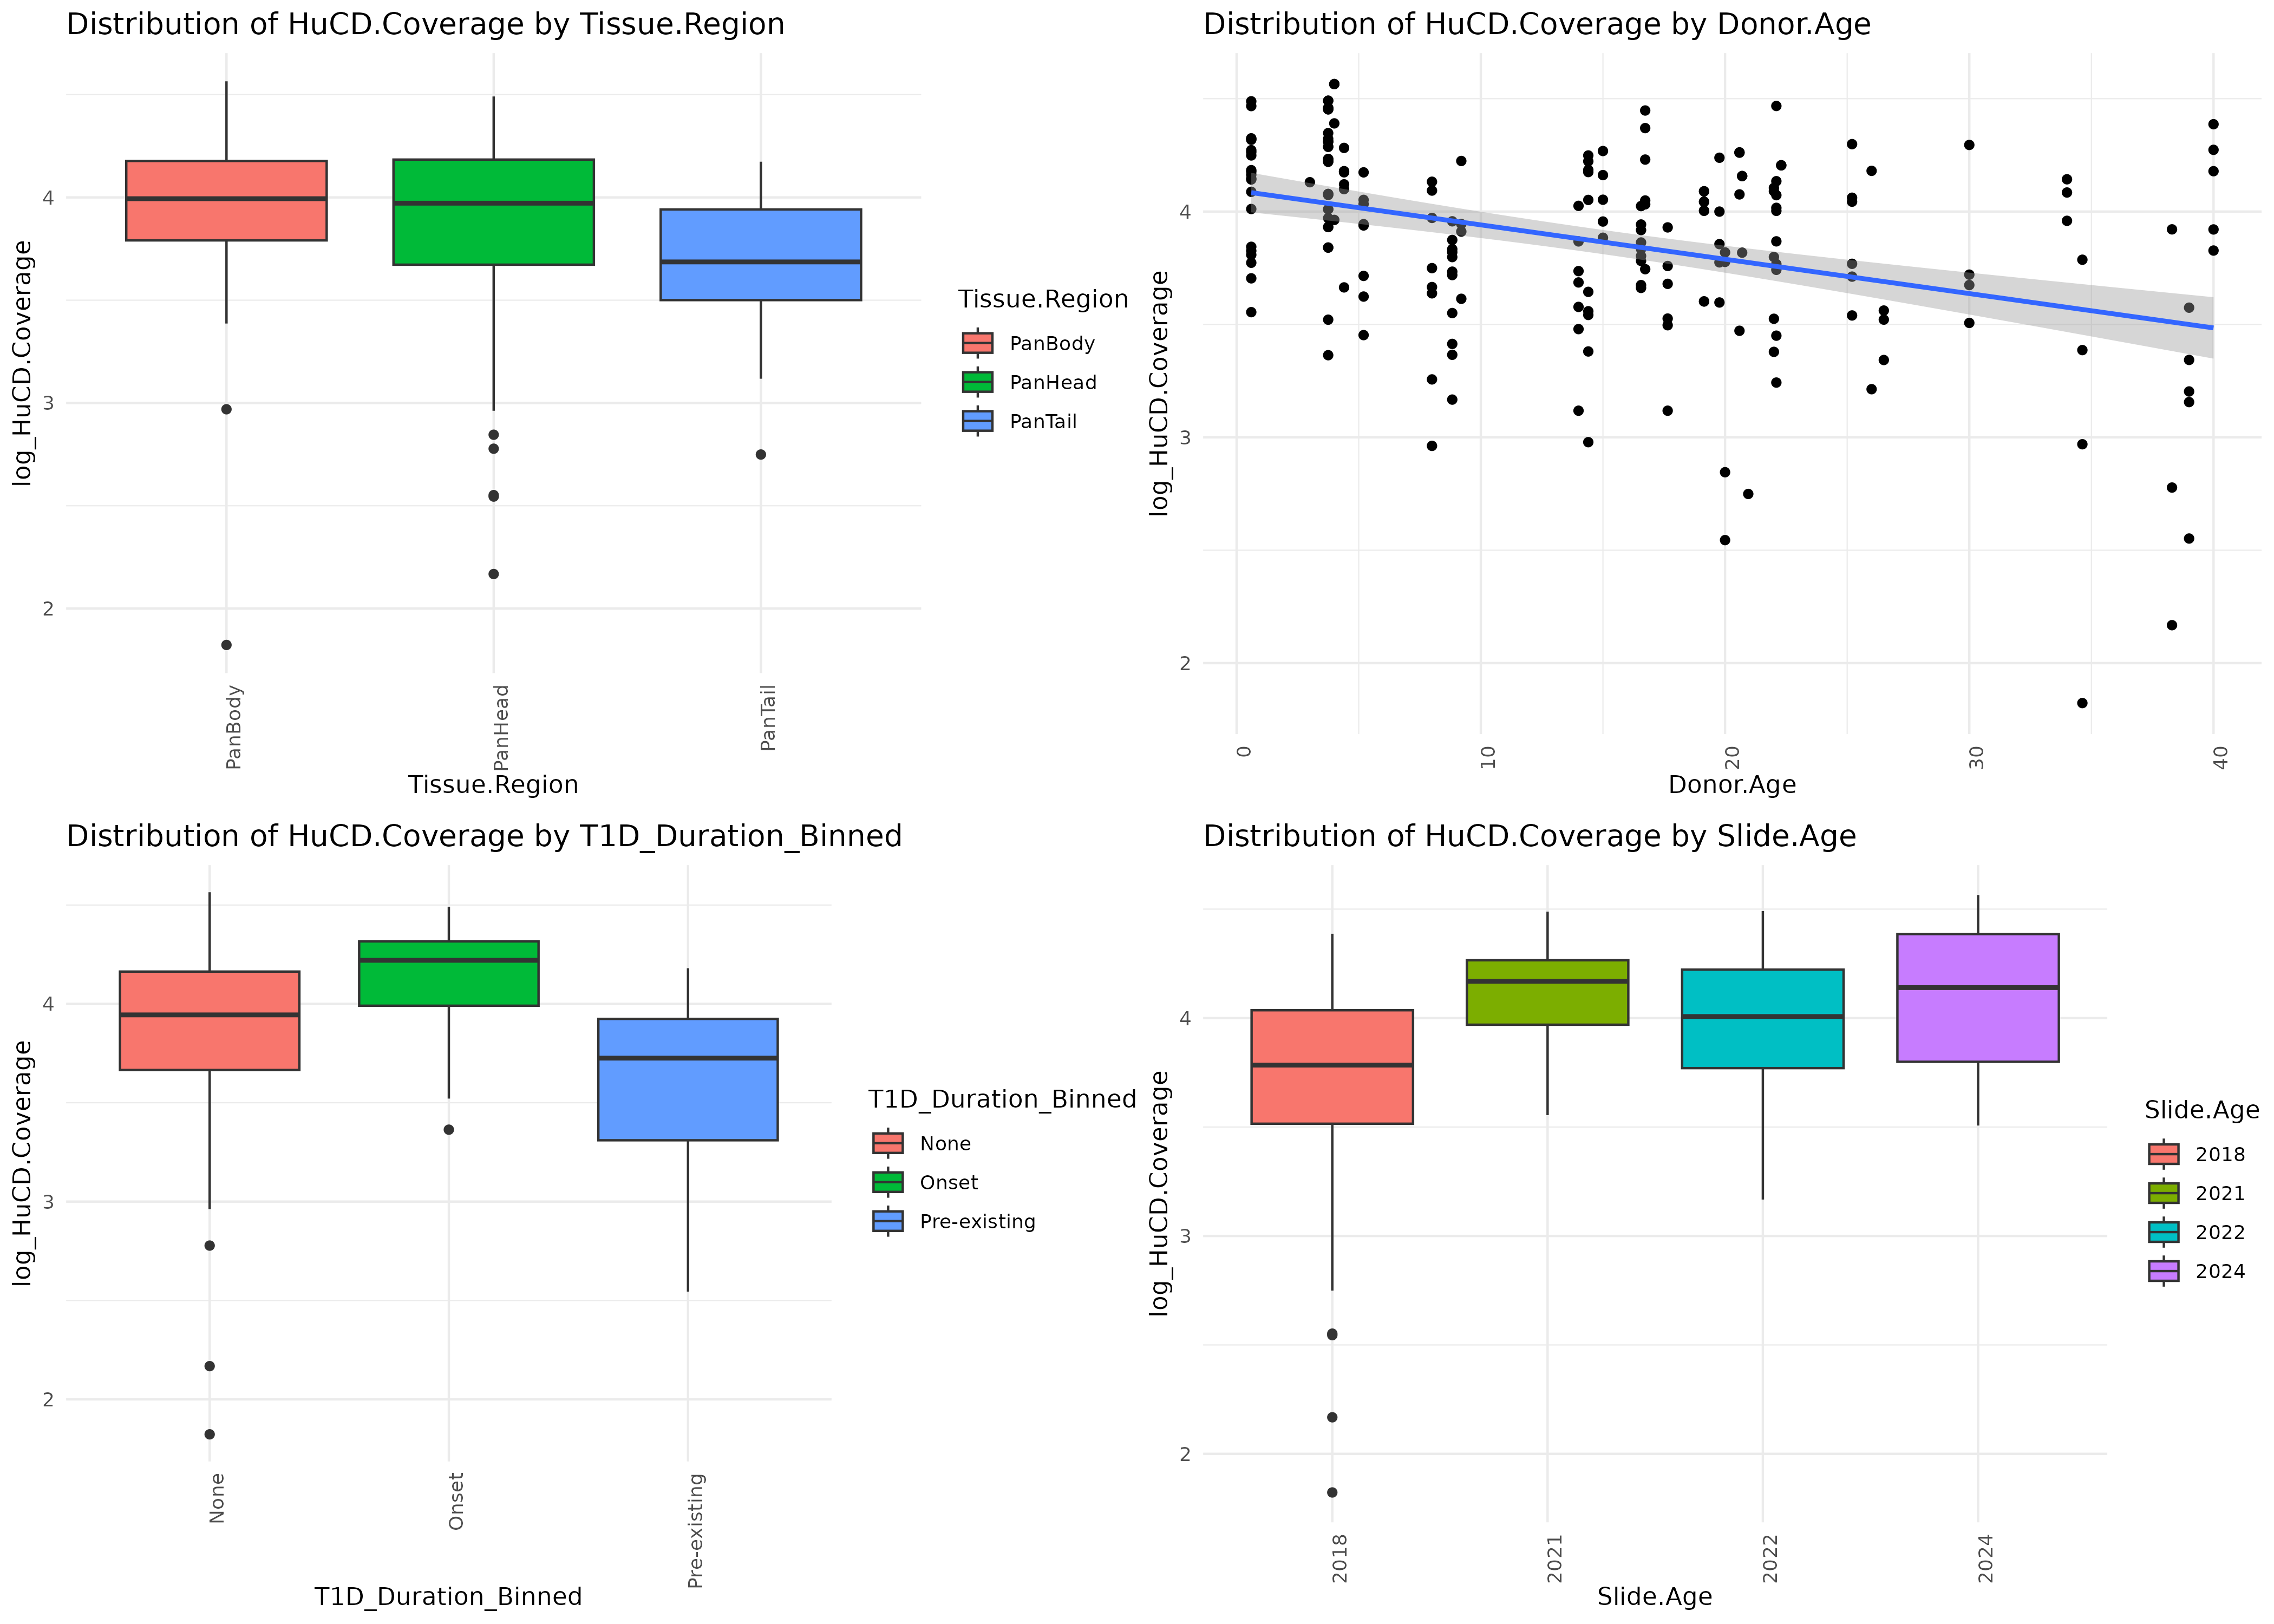 Distribution of HuCD.Coverage by Tissue.Region
log_HuCD.Coverage
4
3
2
PanBody
PanHead
PanTail
Tissue.Region
Tissue.Region
PanBody
PanHead
PanTail
Distribution of HuCD.Coverage by Donor.Age
log_HuCD.Coverage
4
3
2
0
10
20
30
40
Donor.Age
Distribution of HuCD.Coverage by T1D_Duration_Binned
log_HuCD.Coverage
4
3
2
None
Onset
Pre-existing
T1D_Duration_Binned
T1D_Duration_Binned
None
Onset
Pre-existing
Distribution of HuCD.Coverage by Slide.Age
log_HuCD.Coverage
4
3
2
2018
2021
2022
2024
Slide.Age
Slide.Age
2018
2021
2022
2024